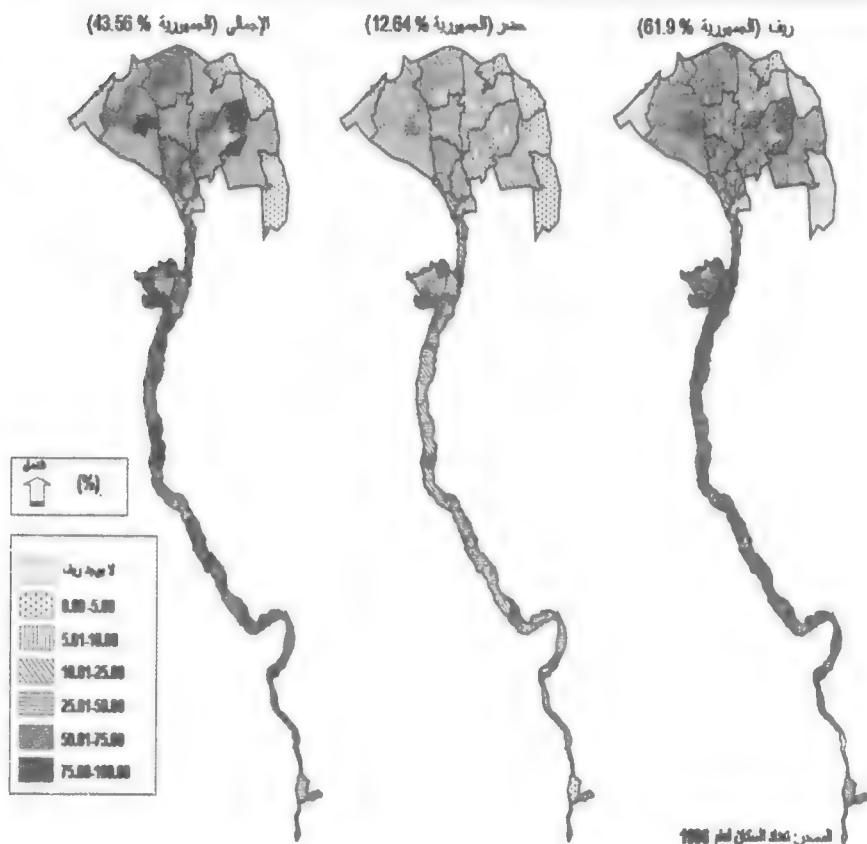 ريف (الجمهورية % 61.9)
حضر (الجمهورية % 12.64)
الإجمالي (الجمهورية % 43.56)
شمال
(%)
لا يوجد ريف
0.00-5.00
5.01-10.00
10.01-25.00
25.01-50.00
50.01-75.00
75.00-100.00
المصدر: تعداد السكان لعام